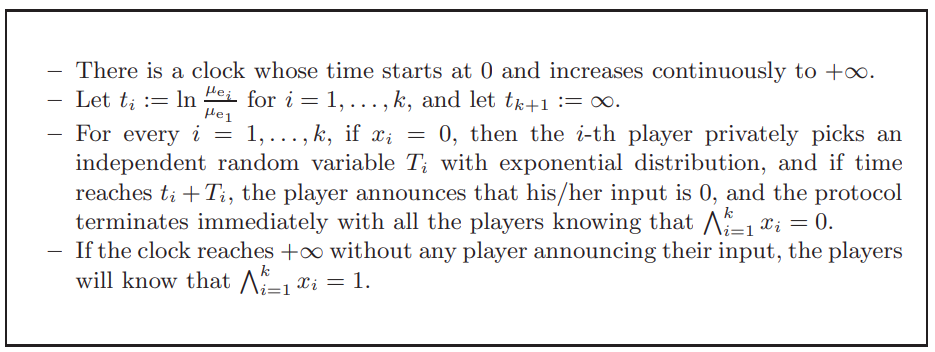 – There is a clock whose time starts at 0 and increases continuously to +∞.
– Let $t_i := \ln \frac{\mu_{e_i}}{\mu_{e_1}}$ for $i = 1, \ldots, k$, and let $t_{k+1} := \infty$.
– For every $i = 1, \ldots, k$, if $x_i = 0$, then the $i$-th player privately picks an
independent random variable $T_i$ with exponential distribution, and if time
reaches $t_i + T_i$, the player announces that his/her input is 0, and the protocol
terminates immediately with all the players knowing that $\bigwedge_{i=1}^{k} x_i = 0$.
– If the clock reaches +∞ without any player announcing their input, the players
will know that $\bigwedge_{i=1}^{k} x_i = 1$.